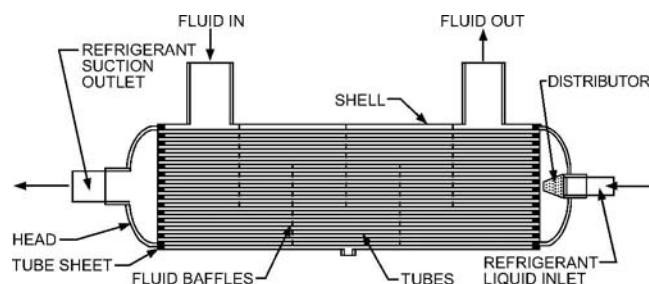 FLUID IN
FLUID OUT
REFRIGERANT
SUCTION
OUTLET
SHELL
DISTRIBUTOR
HEAD
TUBE SHEET
FLUID BAFFLES
TUBES
REFRIGERANT
LIQUID INLET